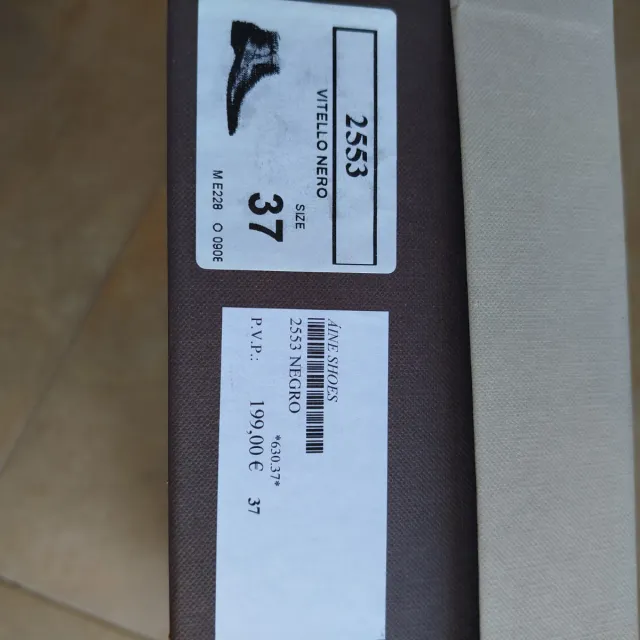 2553
VITELLO NERO
SIZE
37
M E228 O 090E
ÁINE SHOES
*630.37*
2553 NEGRO
P.V.P.: 199,00 € 37